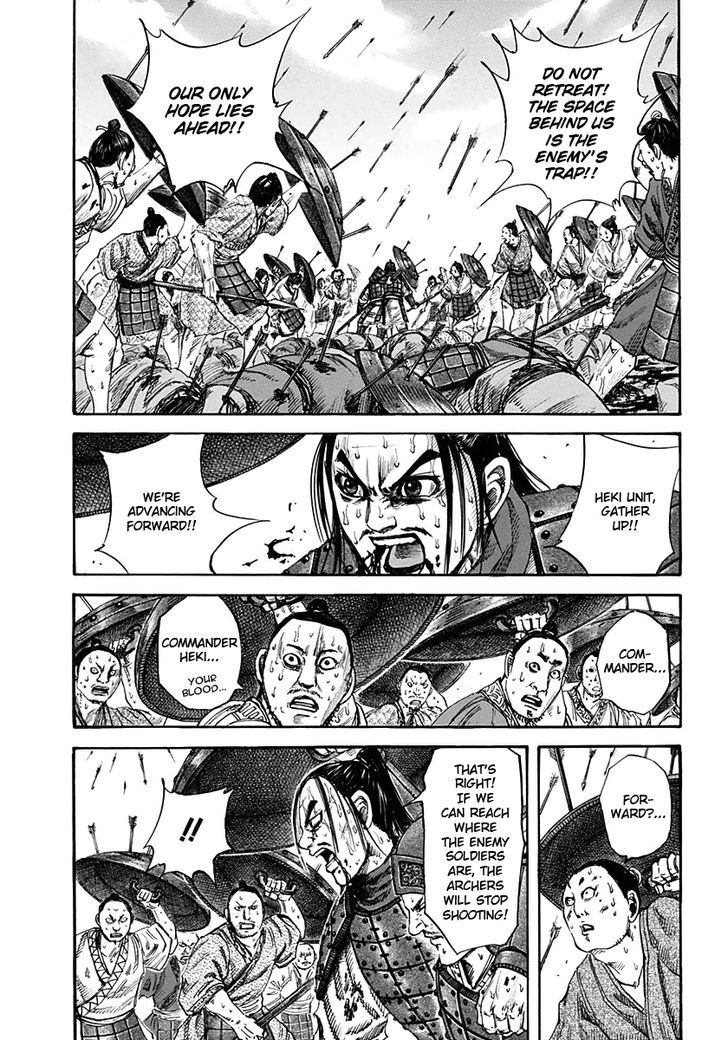 DO NOT
RETREAT!
THE SPACE
BEHIND US
IS THE
ENEMY'S
TRAP!!
OUR ONLY
HOPE LIES
AHEAD!!
HEKI UNIT,
GATHER
UP!!
WE'RE
ADVANCING
FORWARD!!
COM-
MANDER...
COMMANDER
HEKI...
YOUR
BLOOD...
FOR-
WARD?...
THAT'S
RIGHT!
IF WE
CAN REACH
WHERE
THE ENEMY
SOLDIERS
ARE, THE
ARCHERS
WILL STOP
SHOOTING!
!!